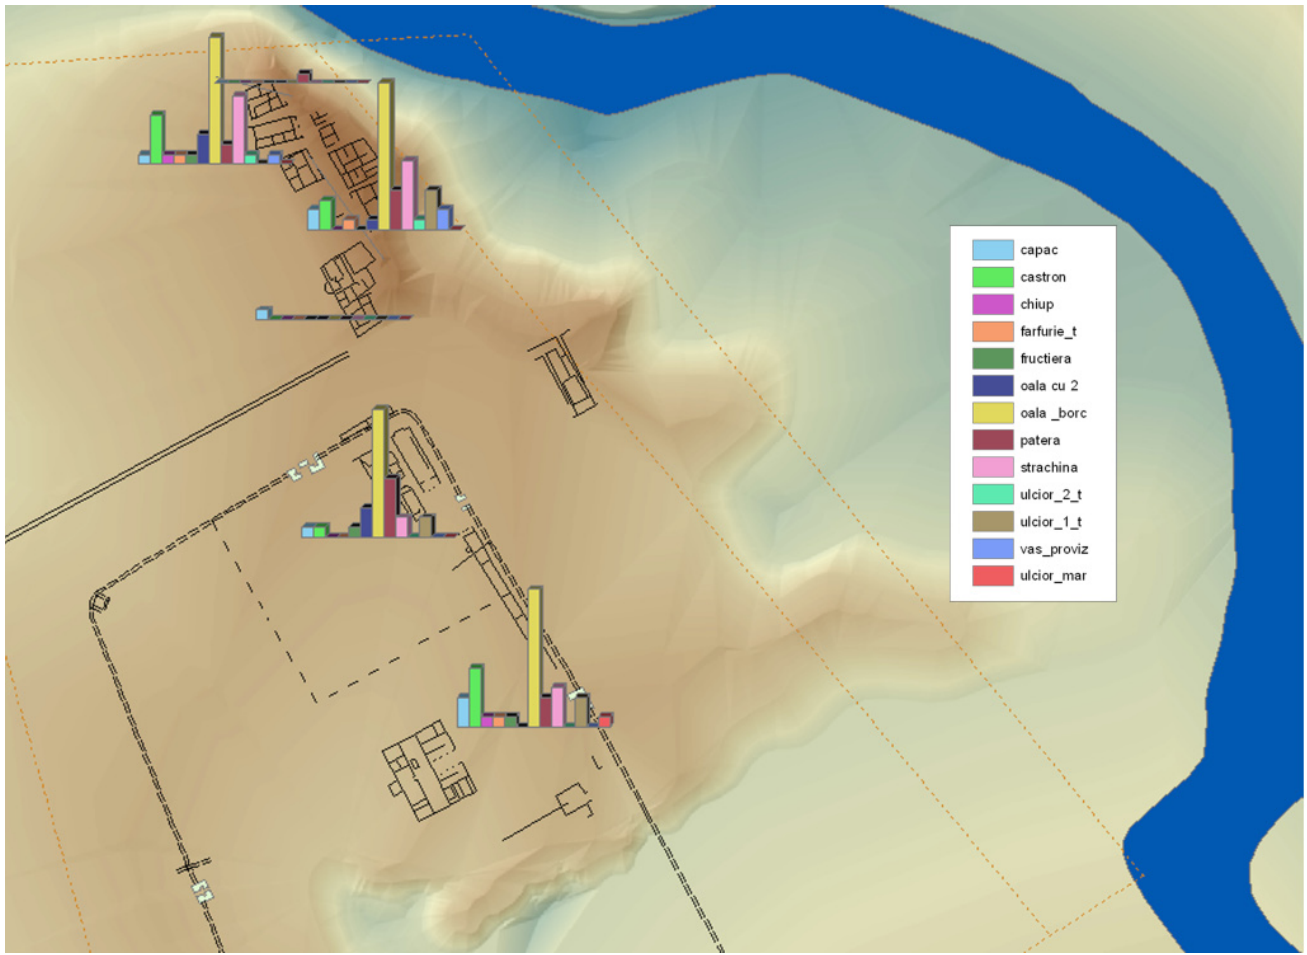 capac
castron
chiup
farfurie_t
fructiera
oala cu 2
oala _borc
patera
strachina
ulcior_2_t
ulcior_1_t
vas_proviz
ulcior_mar